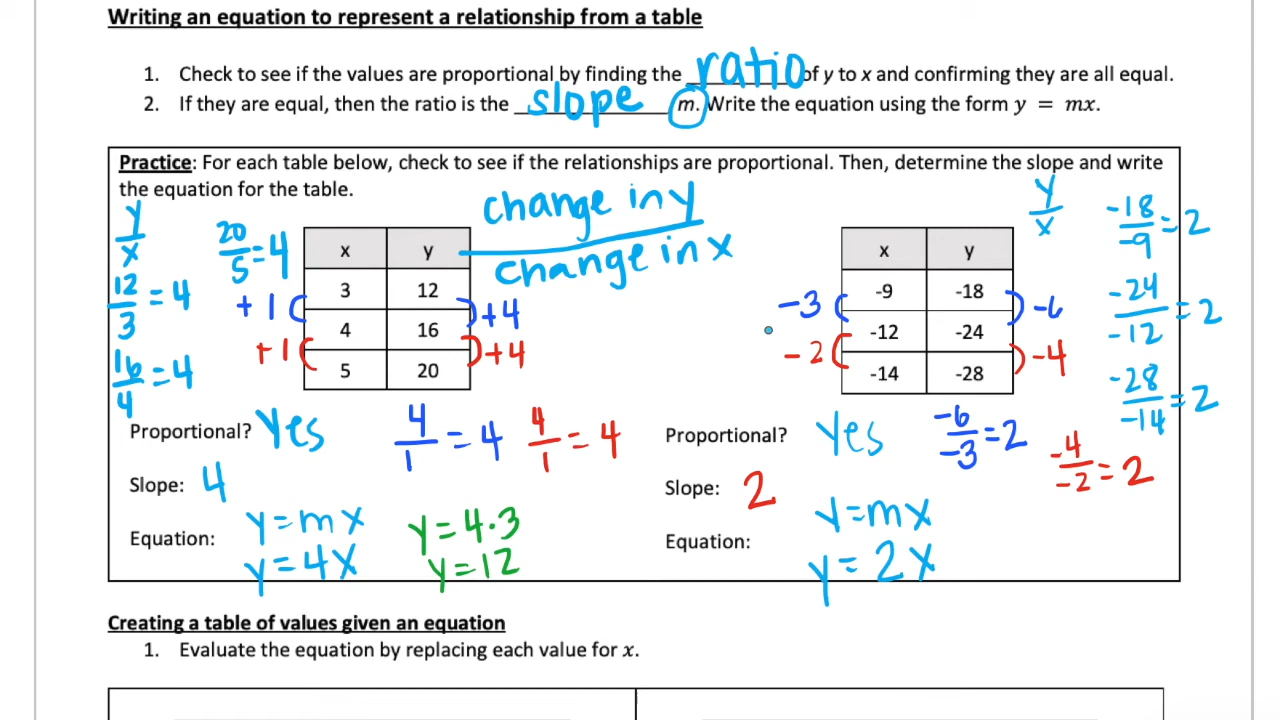 Writing an equation to represent a relationship from a table
1. Check to see if the values are proportional by finding the ratio of y to x and confirming they are all equal.
2. If they are equal, then the ratio is the slope m. Write the equation using the form y = mx.
Practice: For each table below, check to see if the relationships are proportional. Then, determine the slope and write
the equation for the table.
y/x
12/3 = 4
16/4 = 4
20/5 = 4
change in y
change in x
x y
3 12
4 16
5 20
+1 +4
+1 +4
Proportional? Yes
4/1 = 4 4/1 = 4
Slope: 4
Equation: y = mx
y = 4x
y = 4·3
y = 12
y/x
-18/-9 = 2
-24/-12 = 2
-28/-14 = 2
x y
-9 -18
-12 -24
-14 -28
-3 -6
-2 -4
Proportional? Yes
-6/-3 = 2
-4/-2 = 2
Slope: 2
Equation: y = mx
y = 2x
Creating a table of values given an equation
1. Evaluate the equation by replacing each value for x.